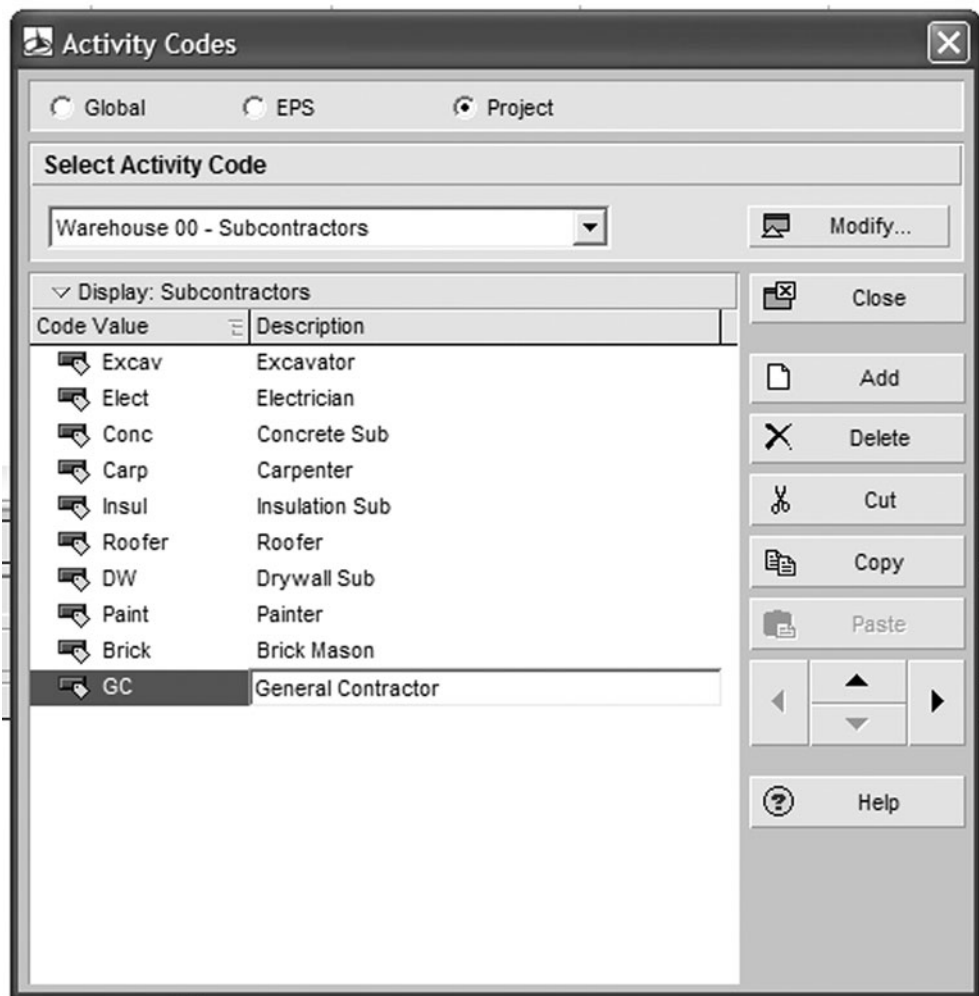 Activity Codes
Global EPS Project
Select Activity Code
Warehouse 00 - Subcontractors Modify...
Display: Subcontractors Close
Code Value Description
Excav Excavator
Elect Electrician
Conc Concrete Sub
Carp Carpenter
Insul Insulation Sub
Roofer Roofer
DW Drywall Sub
Paint Painter
Brick Brick Mason
GC General Contractor
Add
Delete
Cut
Copy
Paste
Help